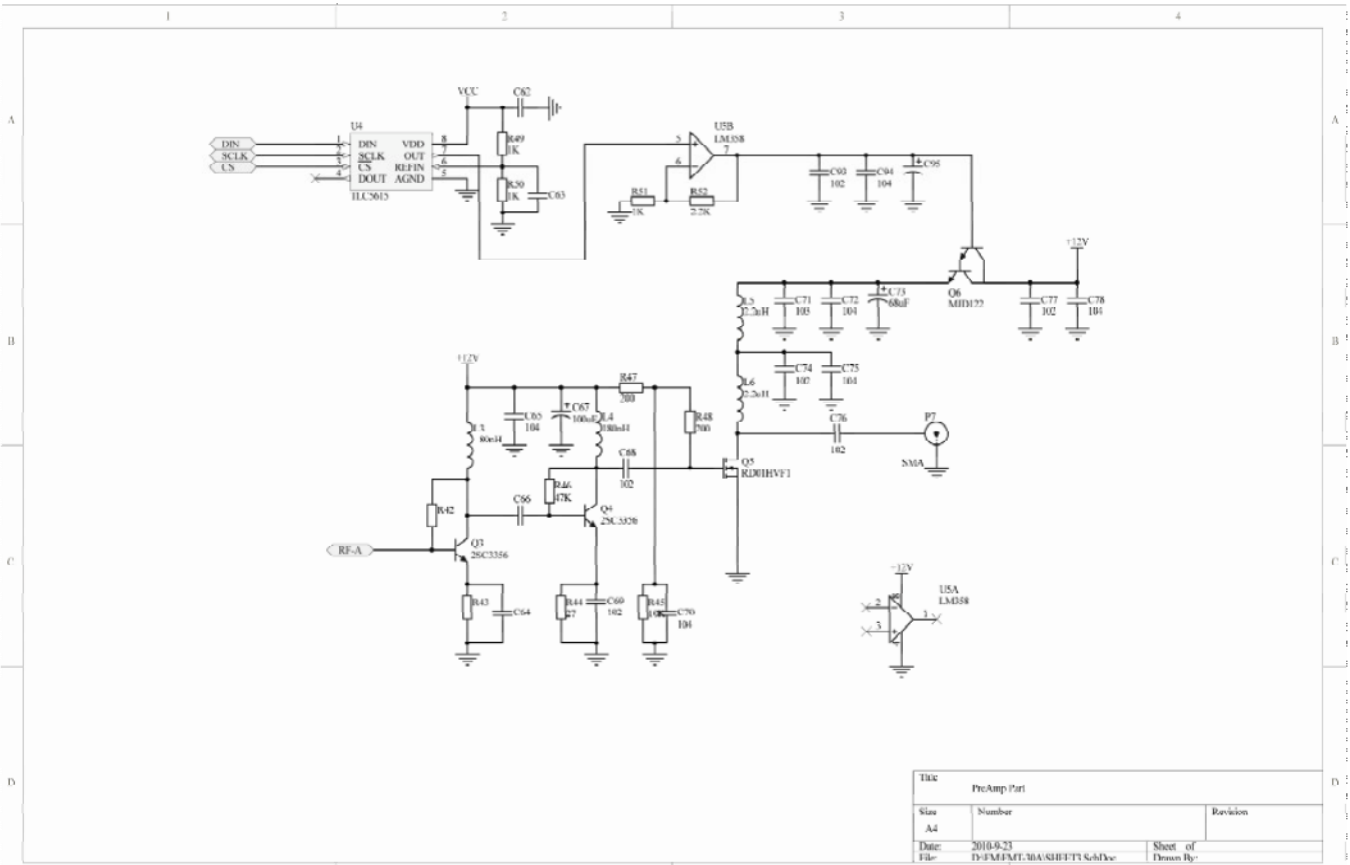 1 2 3 4
A A
VCC C62
U4 U5B
LM358
DIN 1 DIN VDD 8 R49
1K 5 7
SCLK 2 SCLK OUT 7
CS 3 CS REFIN 6 6
4 DOUT AGND 5 R50
1K C63 R51 R52
TLC5615 1K 2.2K
C93
102 C94
104 C95
+12V
L5
2.2uH C71
103 C72
104 C73
68uF Q6
MJD122 C77
102 C78
104
B B
+12V C74
102 C75
104
R47
200 L6
2.2uH
C65
104 C67
100uF L4
180nH R48
200 C76
102 P7
L3
80nH C68
102 Q5
RD01HVF1 SMA
R46
47K
R42 C66 Q4
2SC3356
RF-A Q3
2SC3356
C C
+12V
U5A
LM358
R43 C64 R44
27 C69
102 R45 C70
104 2 1
3
D D
Title
PreAmp Part
Size Number Revision
A4
Date: 2010-9-23 Sheet of
File: D:\FM\FMT-30A\SHEET3.SchDoc Drawn By: